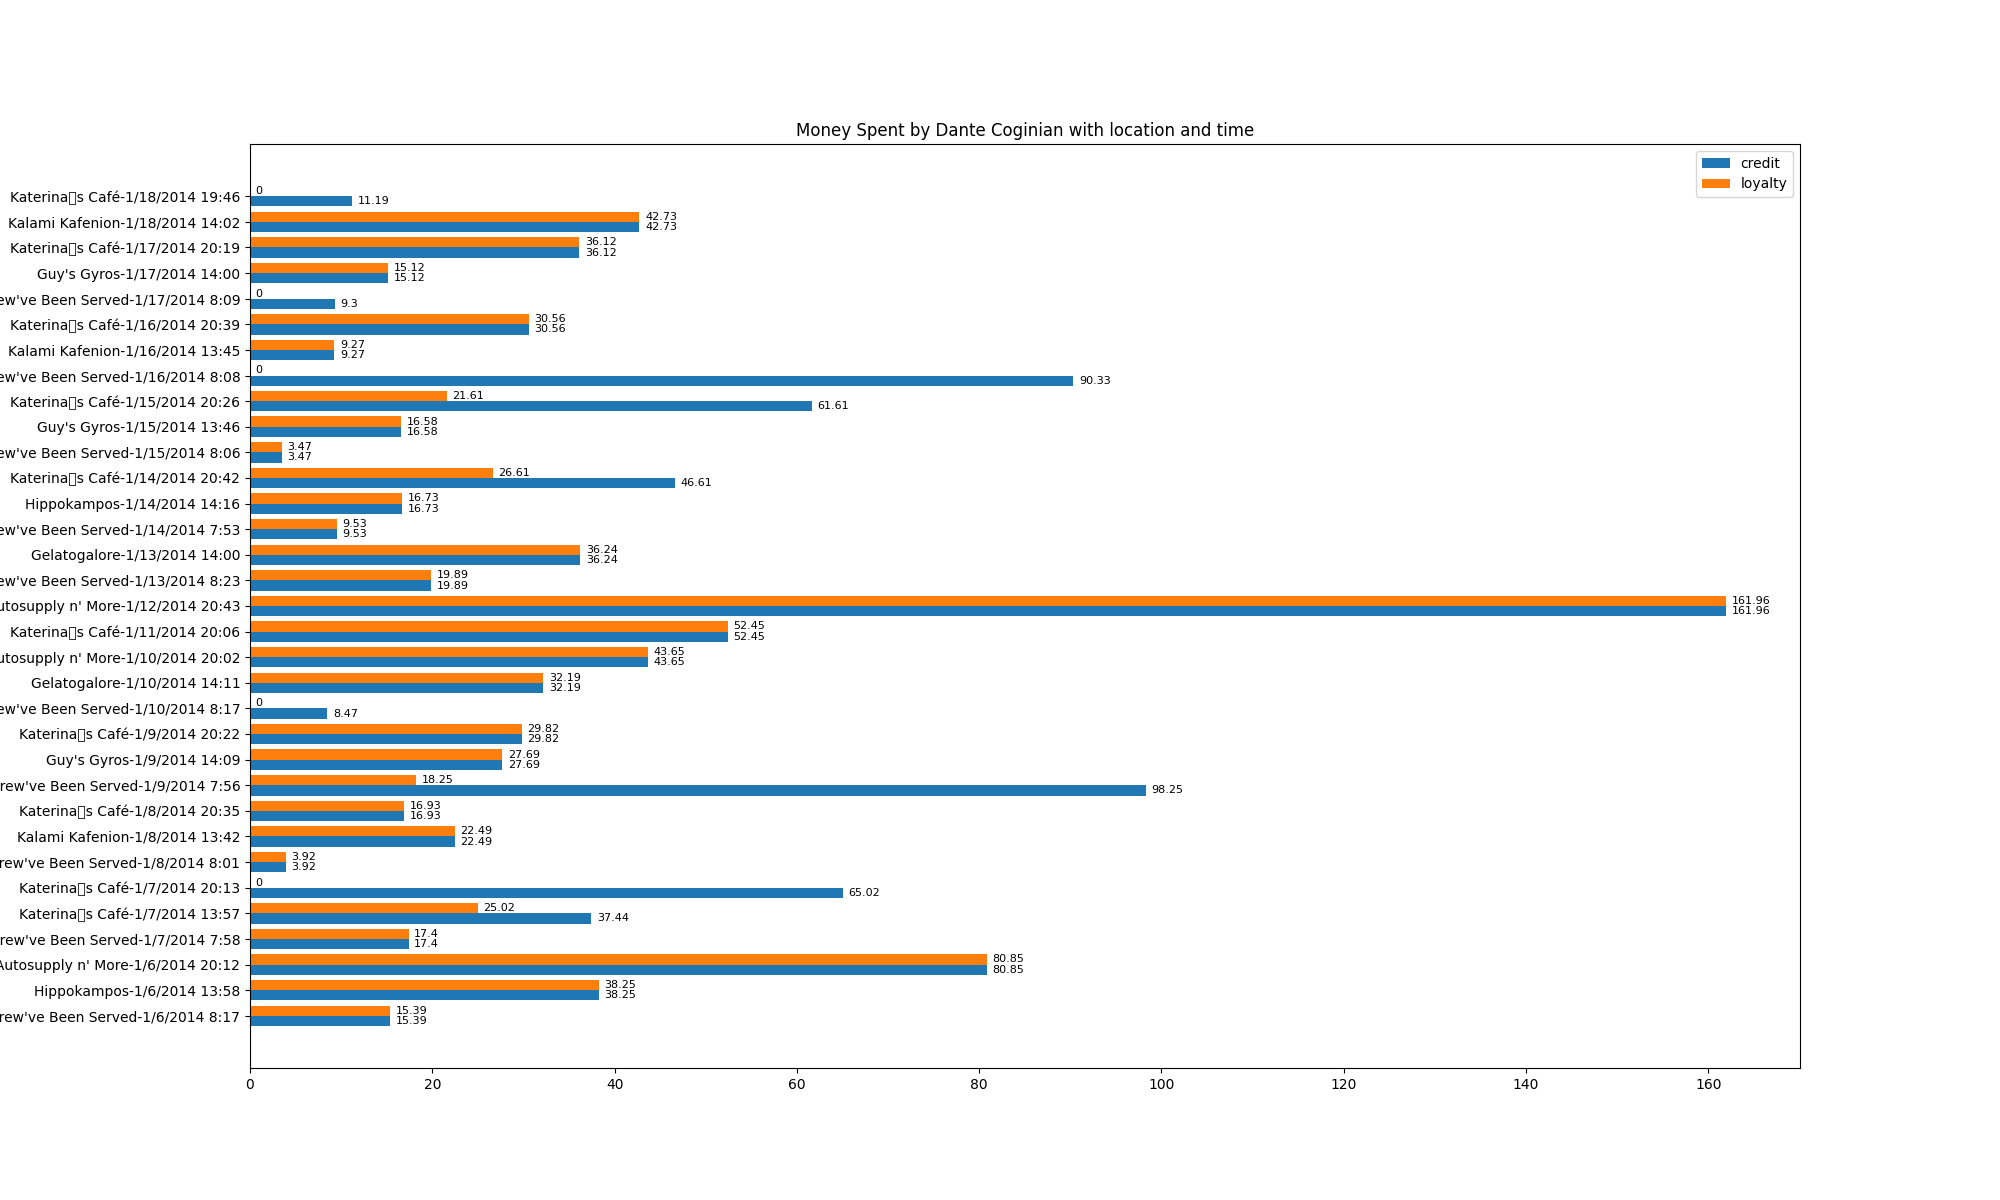 Money Spent by Dante Coginian with location and time
credit
loyalty
Katerina▯s Café-1/18/2014 19:46 0 11.19
Kalami Kafenion-1/18/2014 14:02 42.73 42.73
Katerina▯s Café-1/17/2014 20:19 36.12 36.12
Guy's Gyros-1/17/2014 14:00 15.12 15.12
ew've Been Served-1/17/2014 8:09 0 9.3
Katerina▯s Café-1/16/2014 20:39 30.56 30.56
Kalami Kafenion-1/16/2014 13:45 9.27 9.27
ew've Been Served-1/16/2014 8:08 0 90.33
Katerina▯s Café-1/15/2014 20:26 21.61 61.61
Guy's Gyros-1/15/2014 13:46 16.58 16.58
ew've Been Served-1/15/2014 8:06 3.47 3.47
Katerina▯s Café-1/14/2014 20:42 26.61 46.61
Hippokampos-1/14/2014 14:16 16.73 16.73
ew've Been Served-1/14/2014 7:53 9.53 9.53
Gelatogalore-1/13/2014 14:00 36.24 36.24
ew've Been Served-1/13/2014 8:23 19.89 19.89
utosupply n' More-1/12/2014 20:43 161.96 161.96
Katerina▯s Café-1/11/2014 20:06 52.45 52.45
utosupply n' More-1/10/2014 20:02 43.65 43.65
Gelatogalore-1/10/2014 14:11 32.19 32.19
ew've Been Served-1/10/2014 8:17 0 8.47
Katerina▯s Café-1/9/2014 20:22 29.82 29.82
Guy's Gyros-1/9/2014 14:09 27.69 27.69
rew've Been Served-1/9/2014 7:56 18.25 98.25
Katerina▯s Café-1/8/2014 20:35 16.93 16.93
Kalami Kafenion-1/8/2014 13:42 22.49 22.49
rew've Been Served-1/8/2014 8:01 3.92 3.92
Katerina▯s Café-1/7/2014 20:13 0 65.02
Katerina▯s Café-1/7/2014 13:57 25.02 37.44
rew've Been Served-1/7/2014 7:58 17.4 17.4
Autosupply n' More-1/6/2014 20:12 80.85 80.85
Hippokampos-1/6/2014 13:58 38.25 38.25
rew've Been Served-1/6/2014 8:17 15.39 15.39
0 20 40 60 80 100 120 140 160